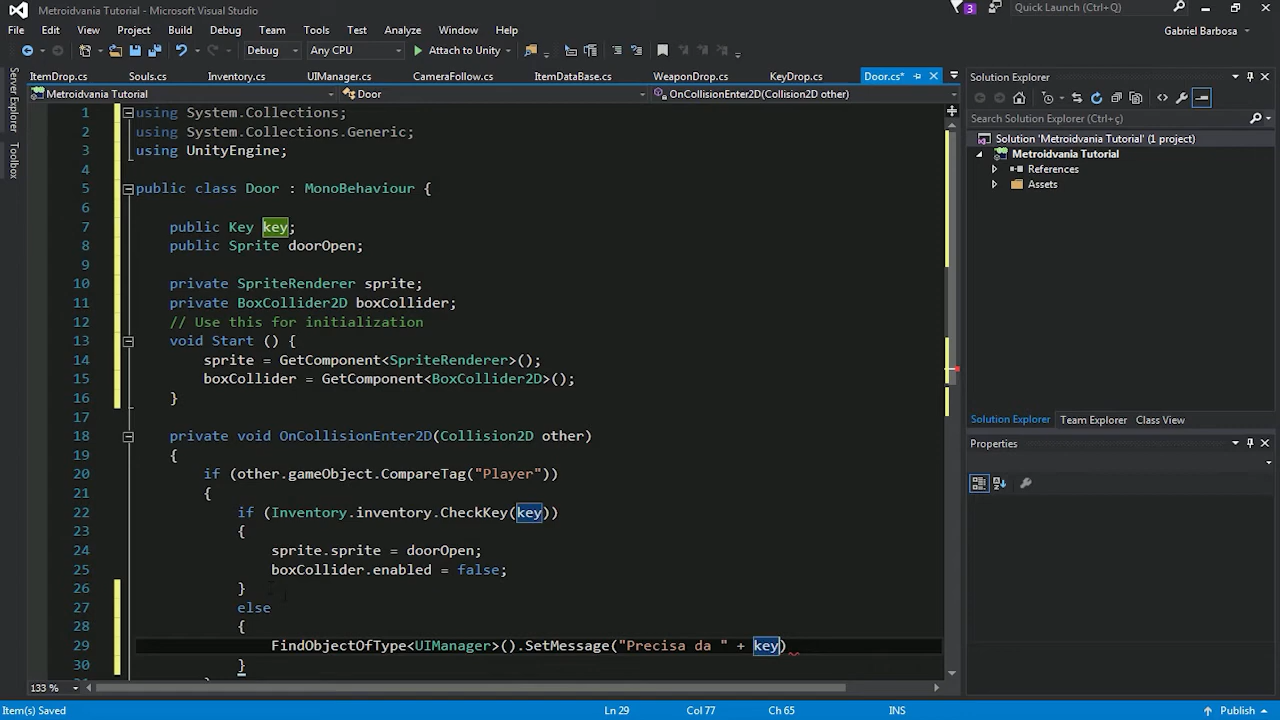 Metroidvania Tutorial - Microsoft Visual Studio
3
Quick Launch (Ctrl+Q)
File Edit View Project Build Debug Team Tools Test Analyze Window Help
Gabriel Barbosa
Debug Any CPU Attach to Unity
Server Explorer
Toolbox
ItemDrop.cs Souls.cs Inventory.cs UIManager.cs CameraFollow.cs ItemDataBase.cs WeaponDrop.cs KeyDrop.cs Door.cs*
Metroidvania Tutorial Door OnCollisionEnter2D(Collision2D other)
1 using System.Collections;
2 using System.Collections.Generic;
3 using UnityEngine;
4
5 public class Door : MonoBehaviour {
6
7 public Key key;
8 public Sprite doorOpen;
9
10 private SpriteRenderer sprite;
11 private BoxCollider2D boxCollider;
12 // Use this for initialization
13 void Start () {
14 sprite = GetComponent<SpriteRenderer>();
15 boxCollider = GetComponent<BoxCollider2D>();
16 }
17
18 private void OnCollisionEnter2D(Collision2D other)
19 {
20 if (other.gameObject.CompareTag("Player"))
21 {
22 if (Inventory.inventory.CheckKey(key))
23 {
24 sprite.sprite = doorOpen;
25 boxCollider.enabled = false;
26 }
27 else
28 {
29 FindObjectOfType<UIManager>().SetMessage("Precisa da " + key)
30 }
133 %
Solution Explorer
Search Solution Explorer (Ctrl+ç)
Solution 'Metroidvania Tutorial' (1 project)
Metroidvania Tutorial
References
Assets
Solution Explorer Team Explorer Class View
Properties
Item(s) Saved Ln 29 Col 77 Ch 65 INS Publish